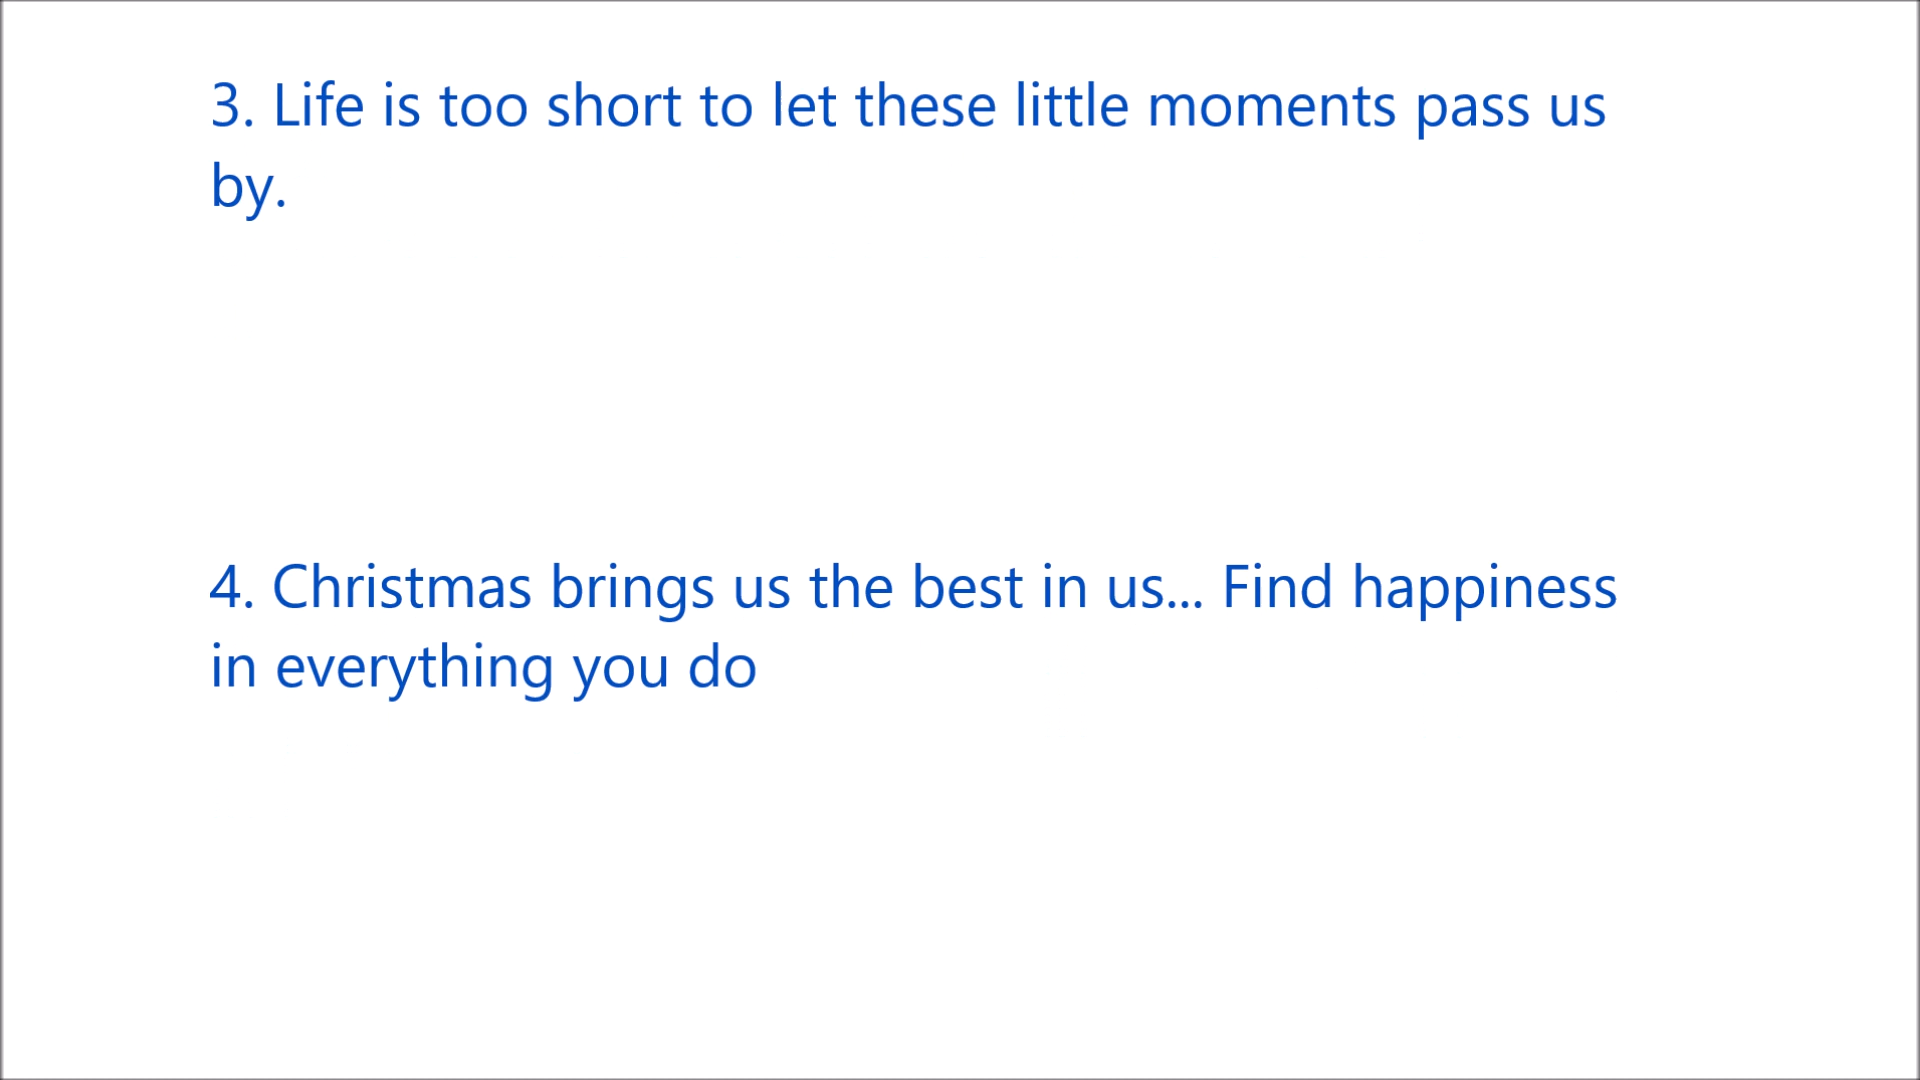 3. Life is too short to let these little moments pass us
by.
4. Christmas brings us the best in us... Find happiness
in everything you do